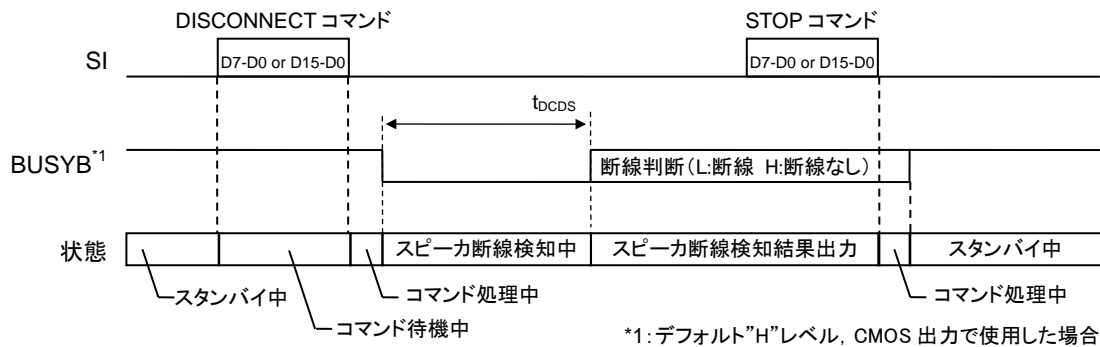 DISCONNECT コマンド
STOP コマンド
SI
D7-D0 or D15-D0
D7-D0 or D15-D0
tDCDS
BUSYB*1
断線判断(L:断線 H:断線なし)
状態
スピーカ断線検知中
スピーカ断線検知結果出力
スタンバイ中
スタンバイ中
コマンド処理中
コマンド処理中
コマンド待機中
*1:デフォルト"H"レベル, CMOS 出力で使用した場合